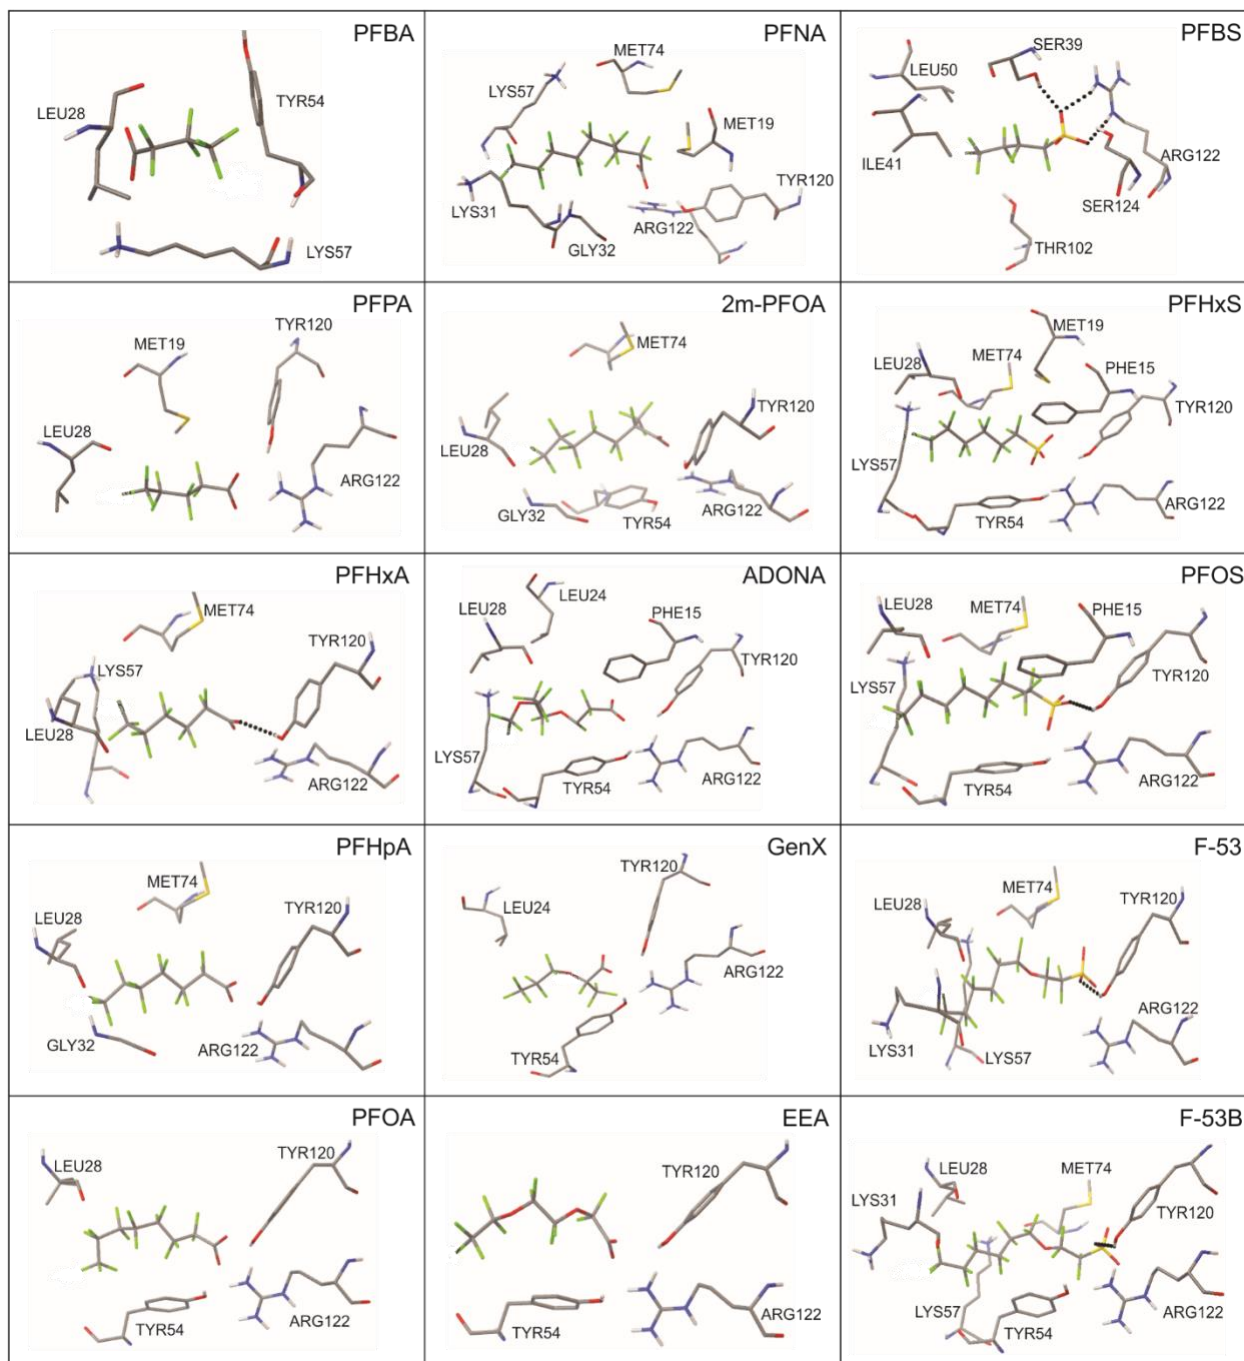 PFBA
LEU28
TYR54
LYS57
PFNA
MET74
LYS57
MET19
TYR120
LYS31
ARG122
GLY32
PFBS
SER39
LEU50
ILE41
ARG122
SER124
THR102
PFPA
TYR120
MET19
LEU28
ARG122
2m-PFOA
MET74
TYR120
LEU28
GLY32
TYR54
ARG122
PFHxS
MET19
LEU28
MET74
PHE15
TYR120
LYS57
TYR54
ARG122
PFHxA
MET74
TYR120
LYS57
LEU28
ARG122
ADONA
LEU24
LEU28
PHE15
TYR120
LYS57
TYR54
ARG122
PFOS
LEU28
MET74
PHE15
LYS57
TYR120
TYR54
ARG122
PFHpA
MET74
LEU28
TYR120
GLY32
ARG122
GenX
TYR120
LEU24
ARG122
TYR54
F-53
MET74
LEU28
TYR120
ARG122
LYS31
LYS57
PFOA
LEU28
TYR120
TYR54
ARG122
EEA
TYR120
TYR54
ARG122
F-53B
LEU28
MET74
LYS31
TYR120
LYS57
TYR54
ARG122